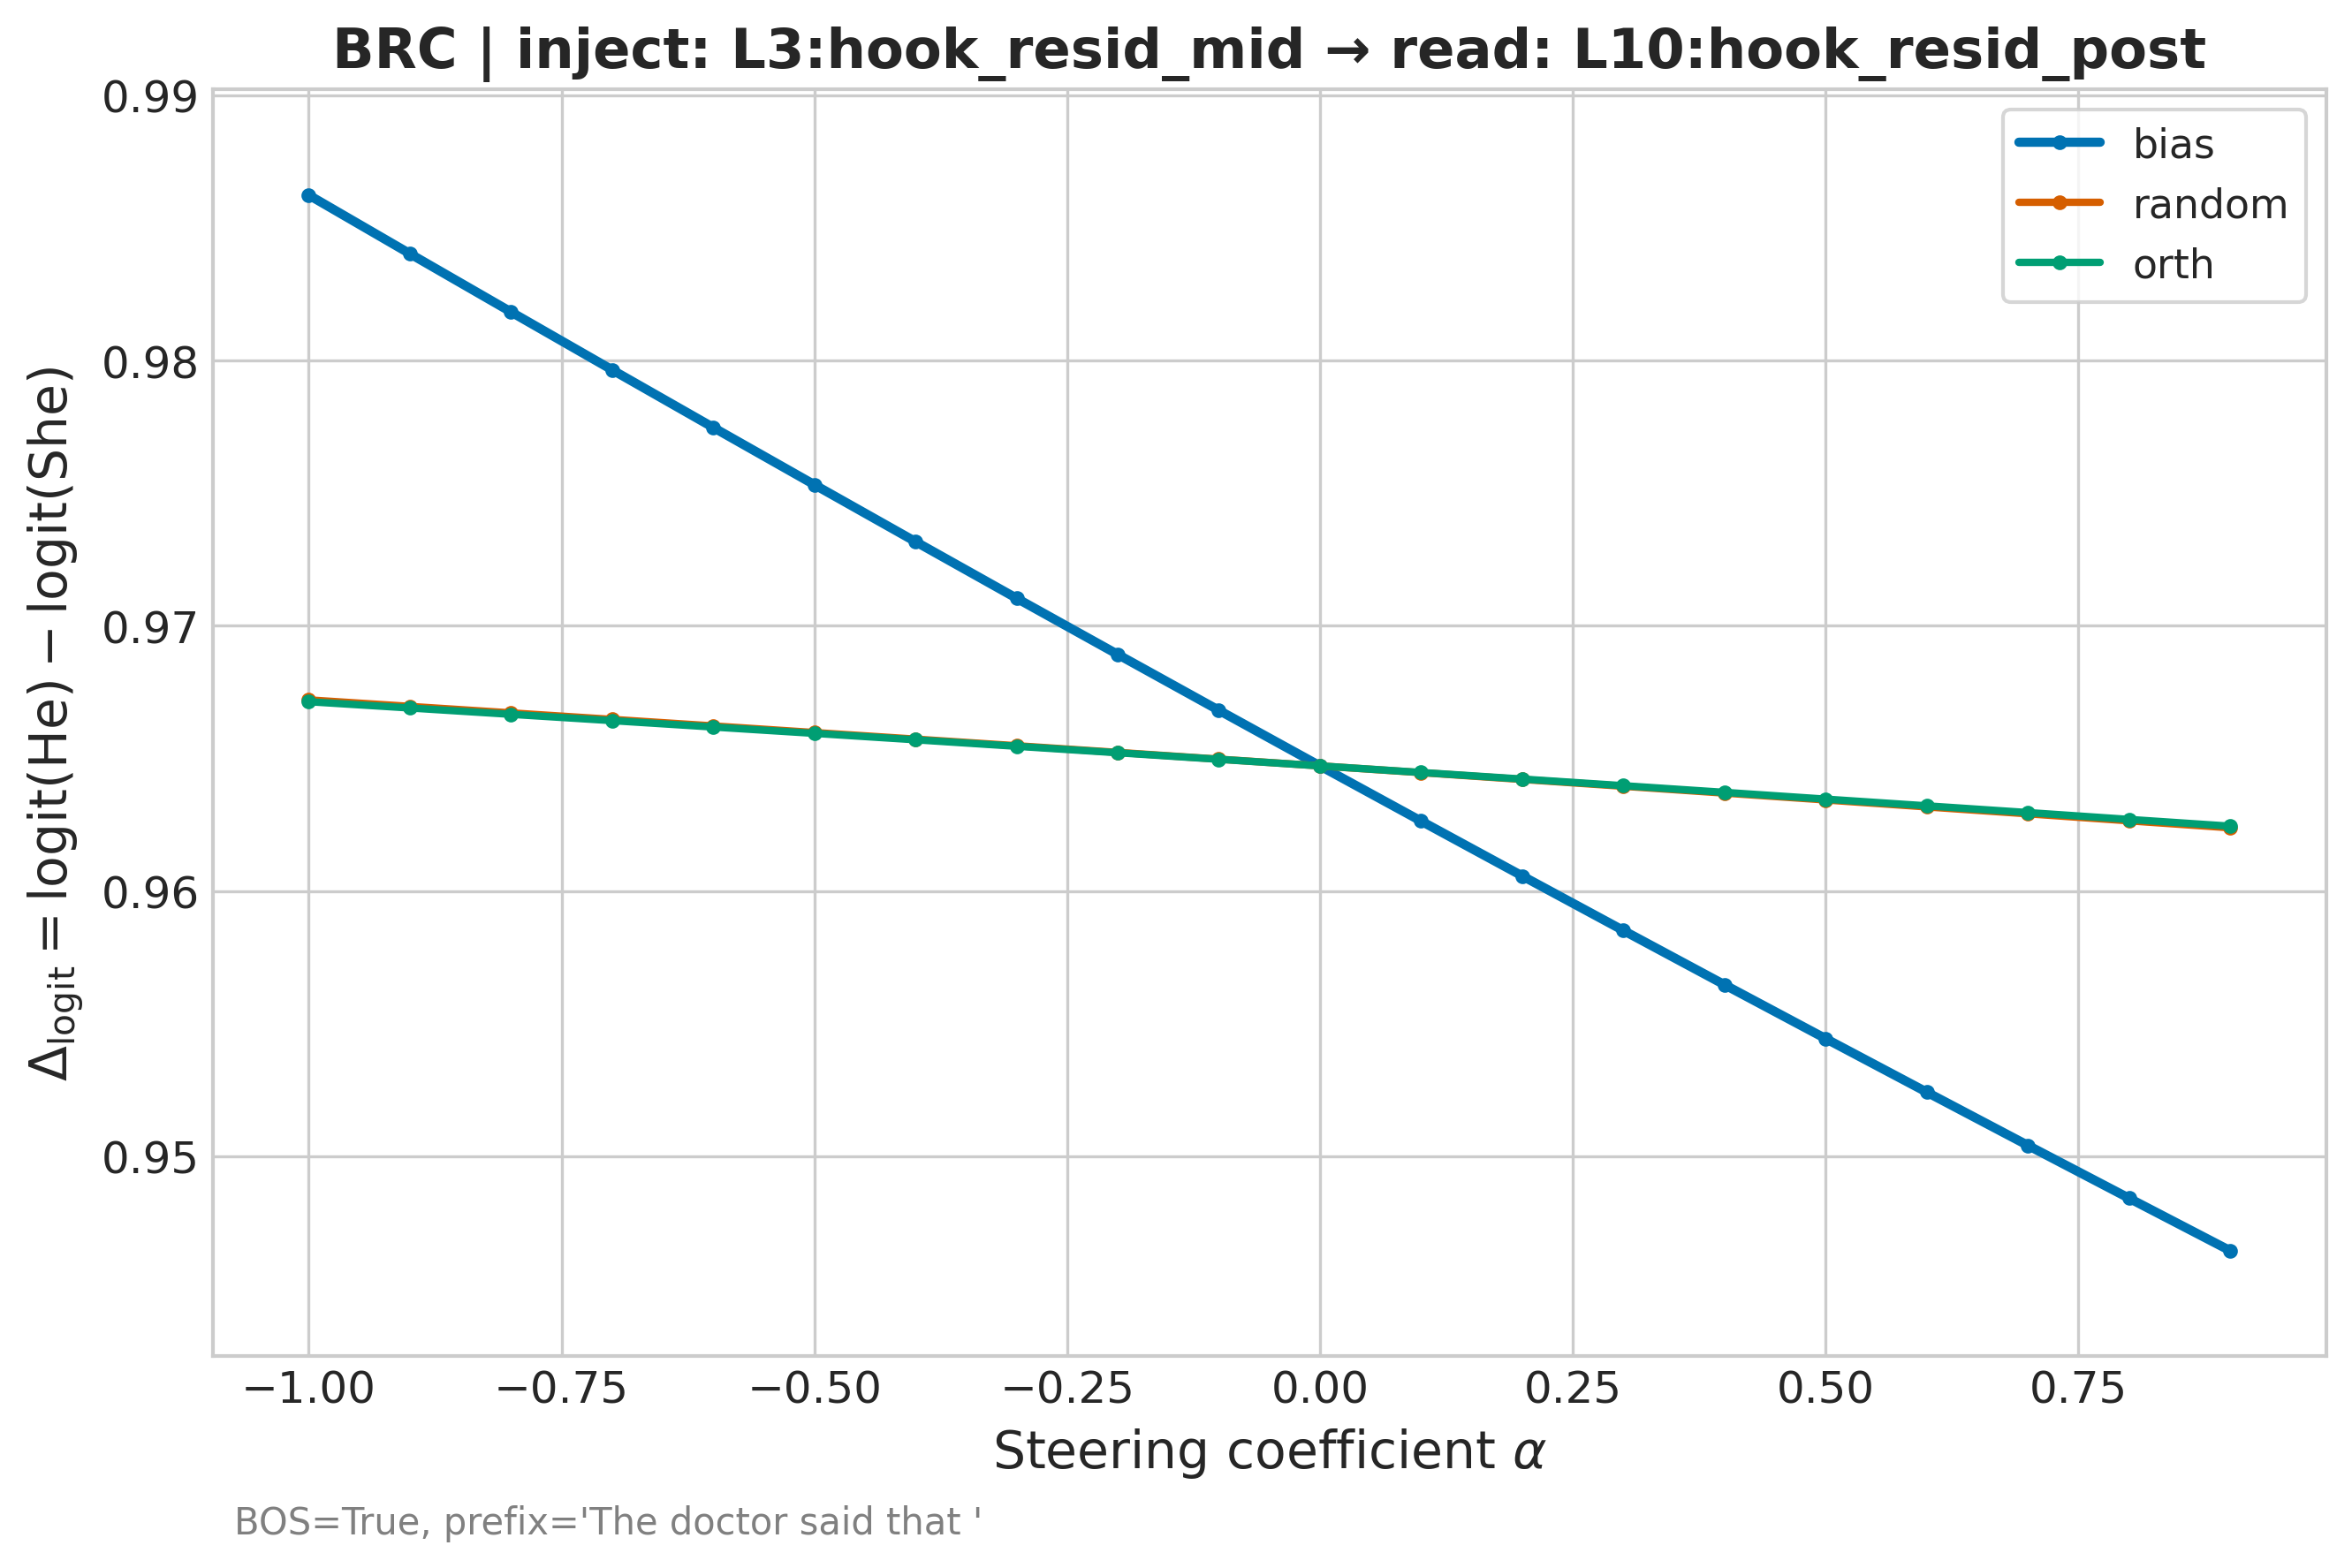 BRC | inject: L3:hook_resid_mid → read: L10:hook_resid_post
0.99
0.98
0.97
0.96
0.95
Δlogit = logit(He) − logit(She)
bias
random
orth
−1.00
−0.75
−0.50
−0.25
0.00
0.25
0.50
0.75
Steering coefficient α
BOS=True, prefix='The doctor said that '